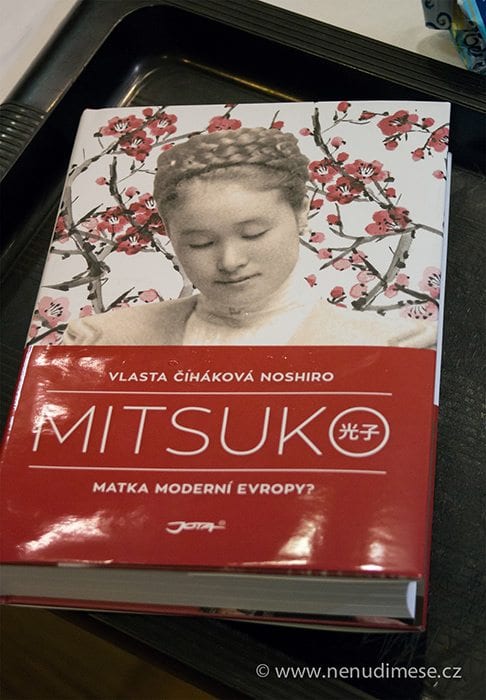 VLASTA ČIHÁKOVÁ NOSHIRO
MITSUKO
光子
MATKA MODERNÍ EVROPY?
JOTA®
© www.nenudimese.cz